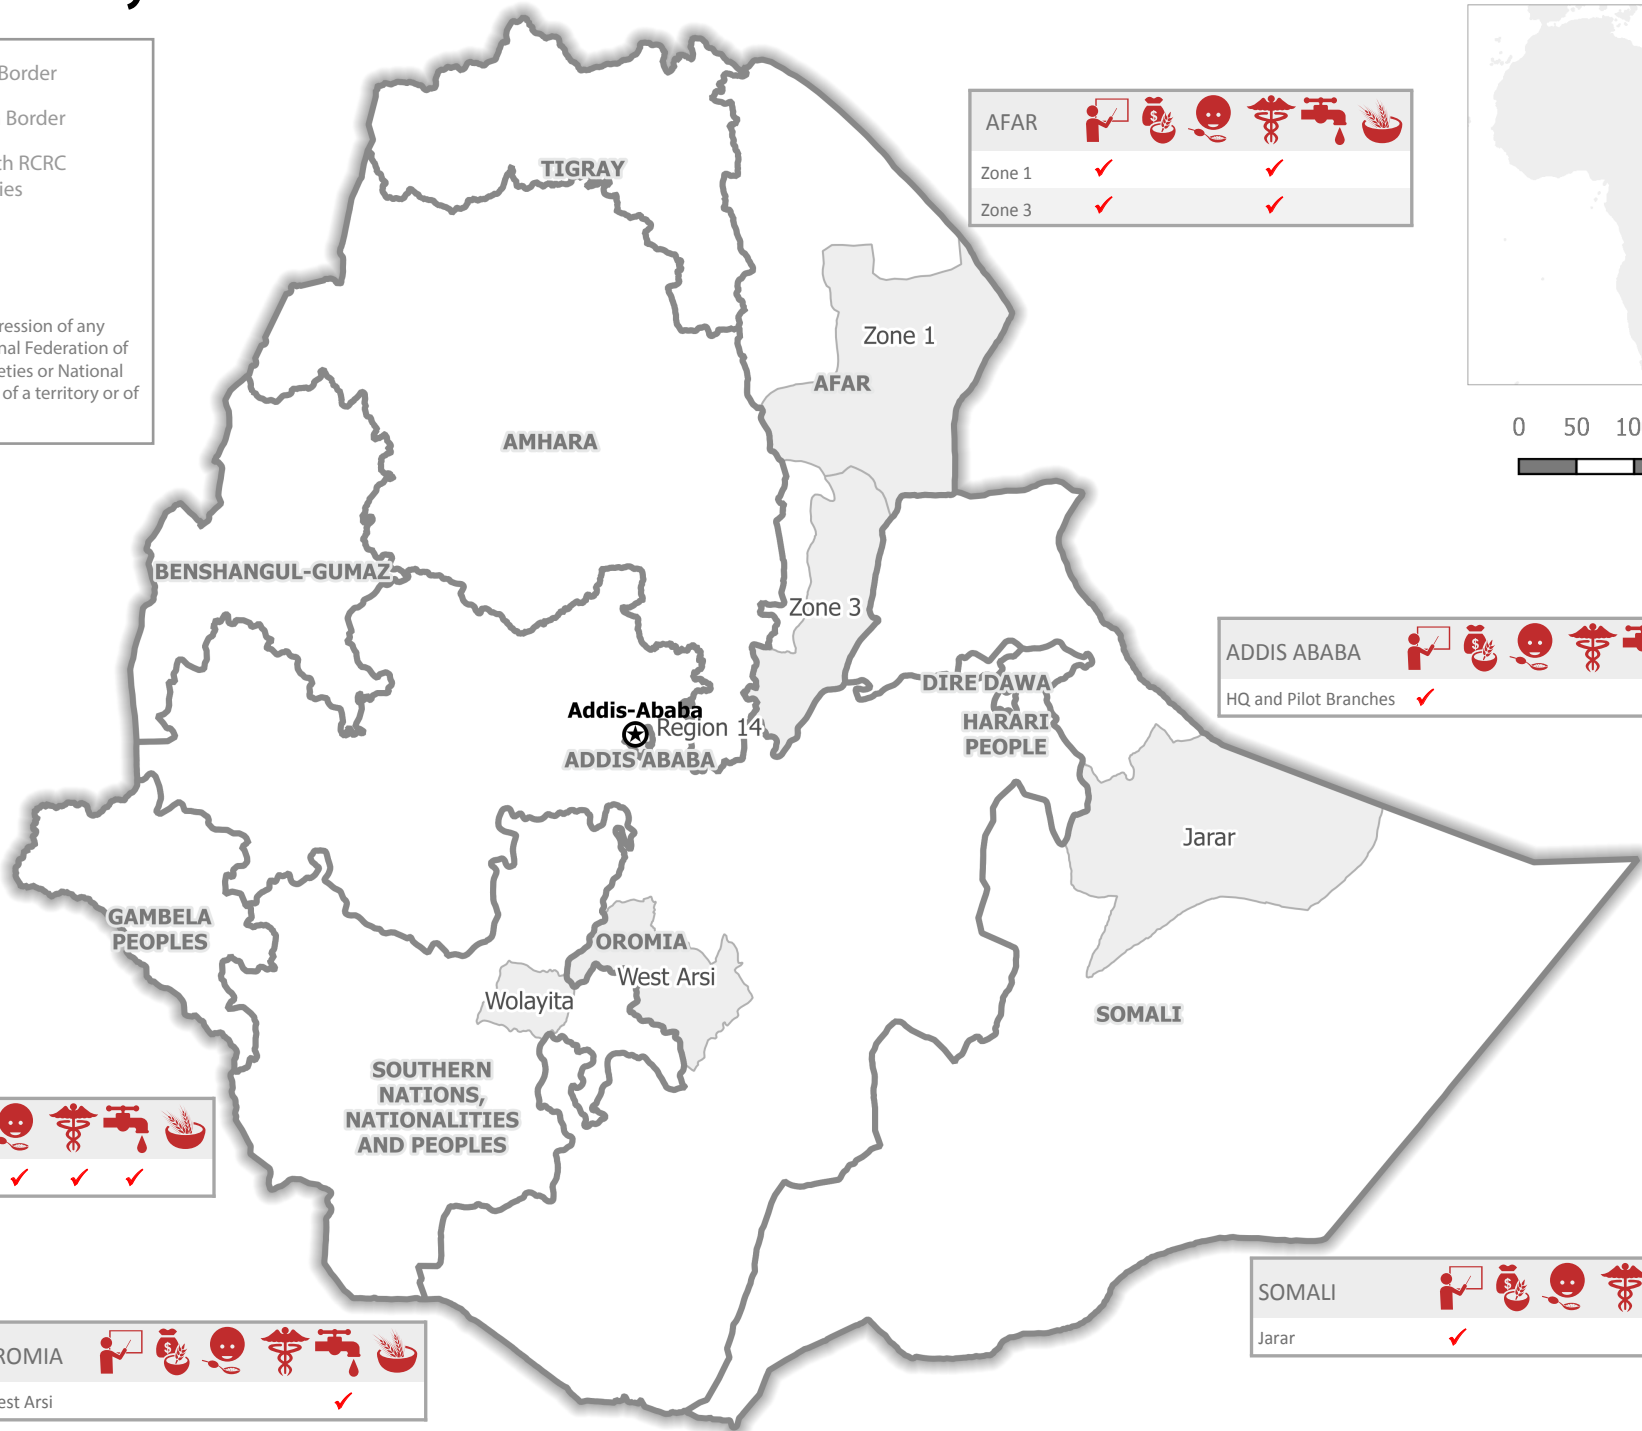 Border
Border
th RCRC
ies
ression of any
nal Federation of
eties or National
of a territory or of
AFAR
Zone 1
Zone 3
0 50 10
TIGRAY
Zone 1
AFAR
AMHARA
BENSHANGUL-GUMAZ
Zone 3
ADDIS ABABA
HQ and Pilot Branches
DIRE DAWA
HARARI
PEOPLE
Addis-Ababa
Region 14
ADDIS ABABA
Jarar
GAMBELA
PEOPLES
OROMIA
West Arsi
Wolayita
SOMALI
SOUTHERN
NATIONS,
NATIONALITIES
AND PEOPLES
SOMALI
Jarar
ROMIA
est Arsi